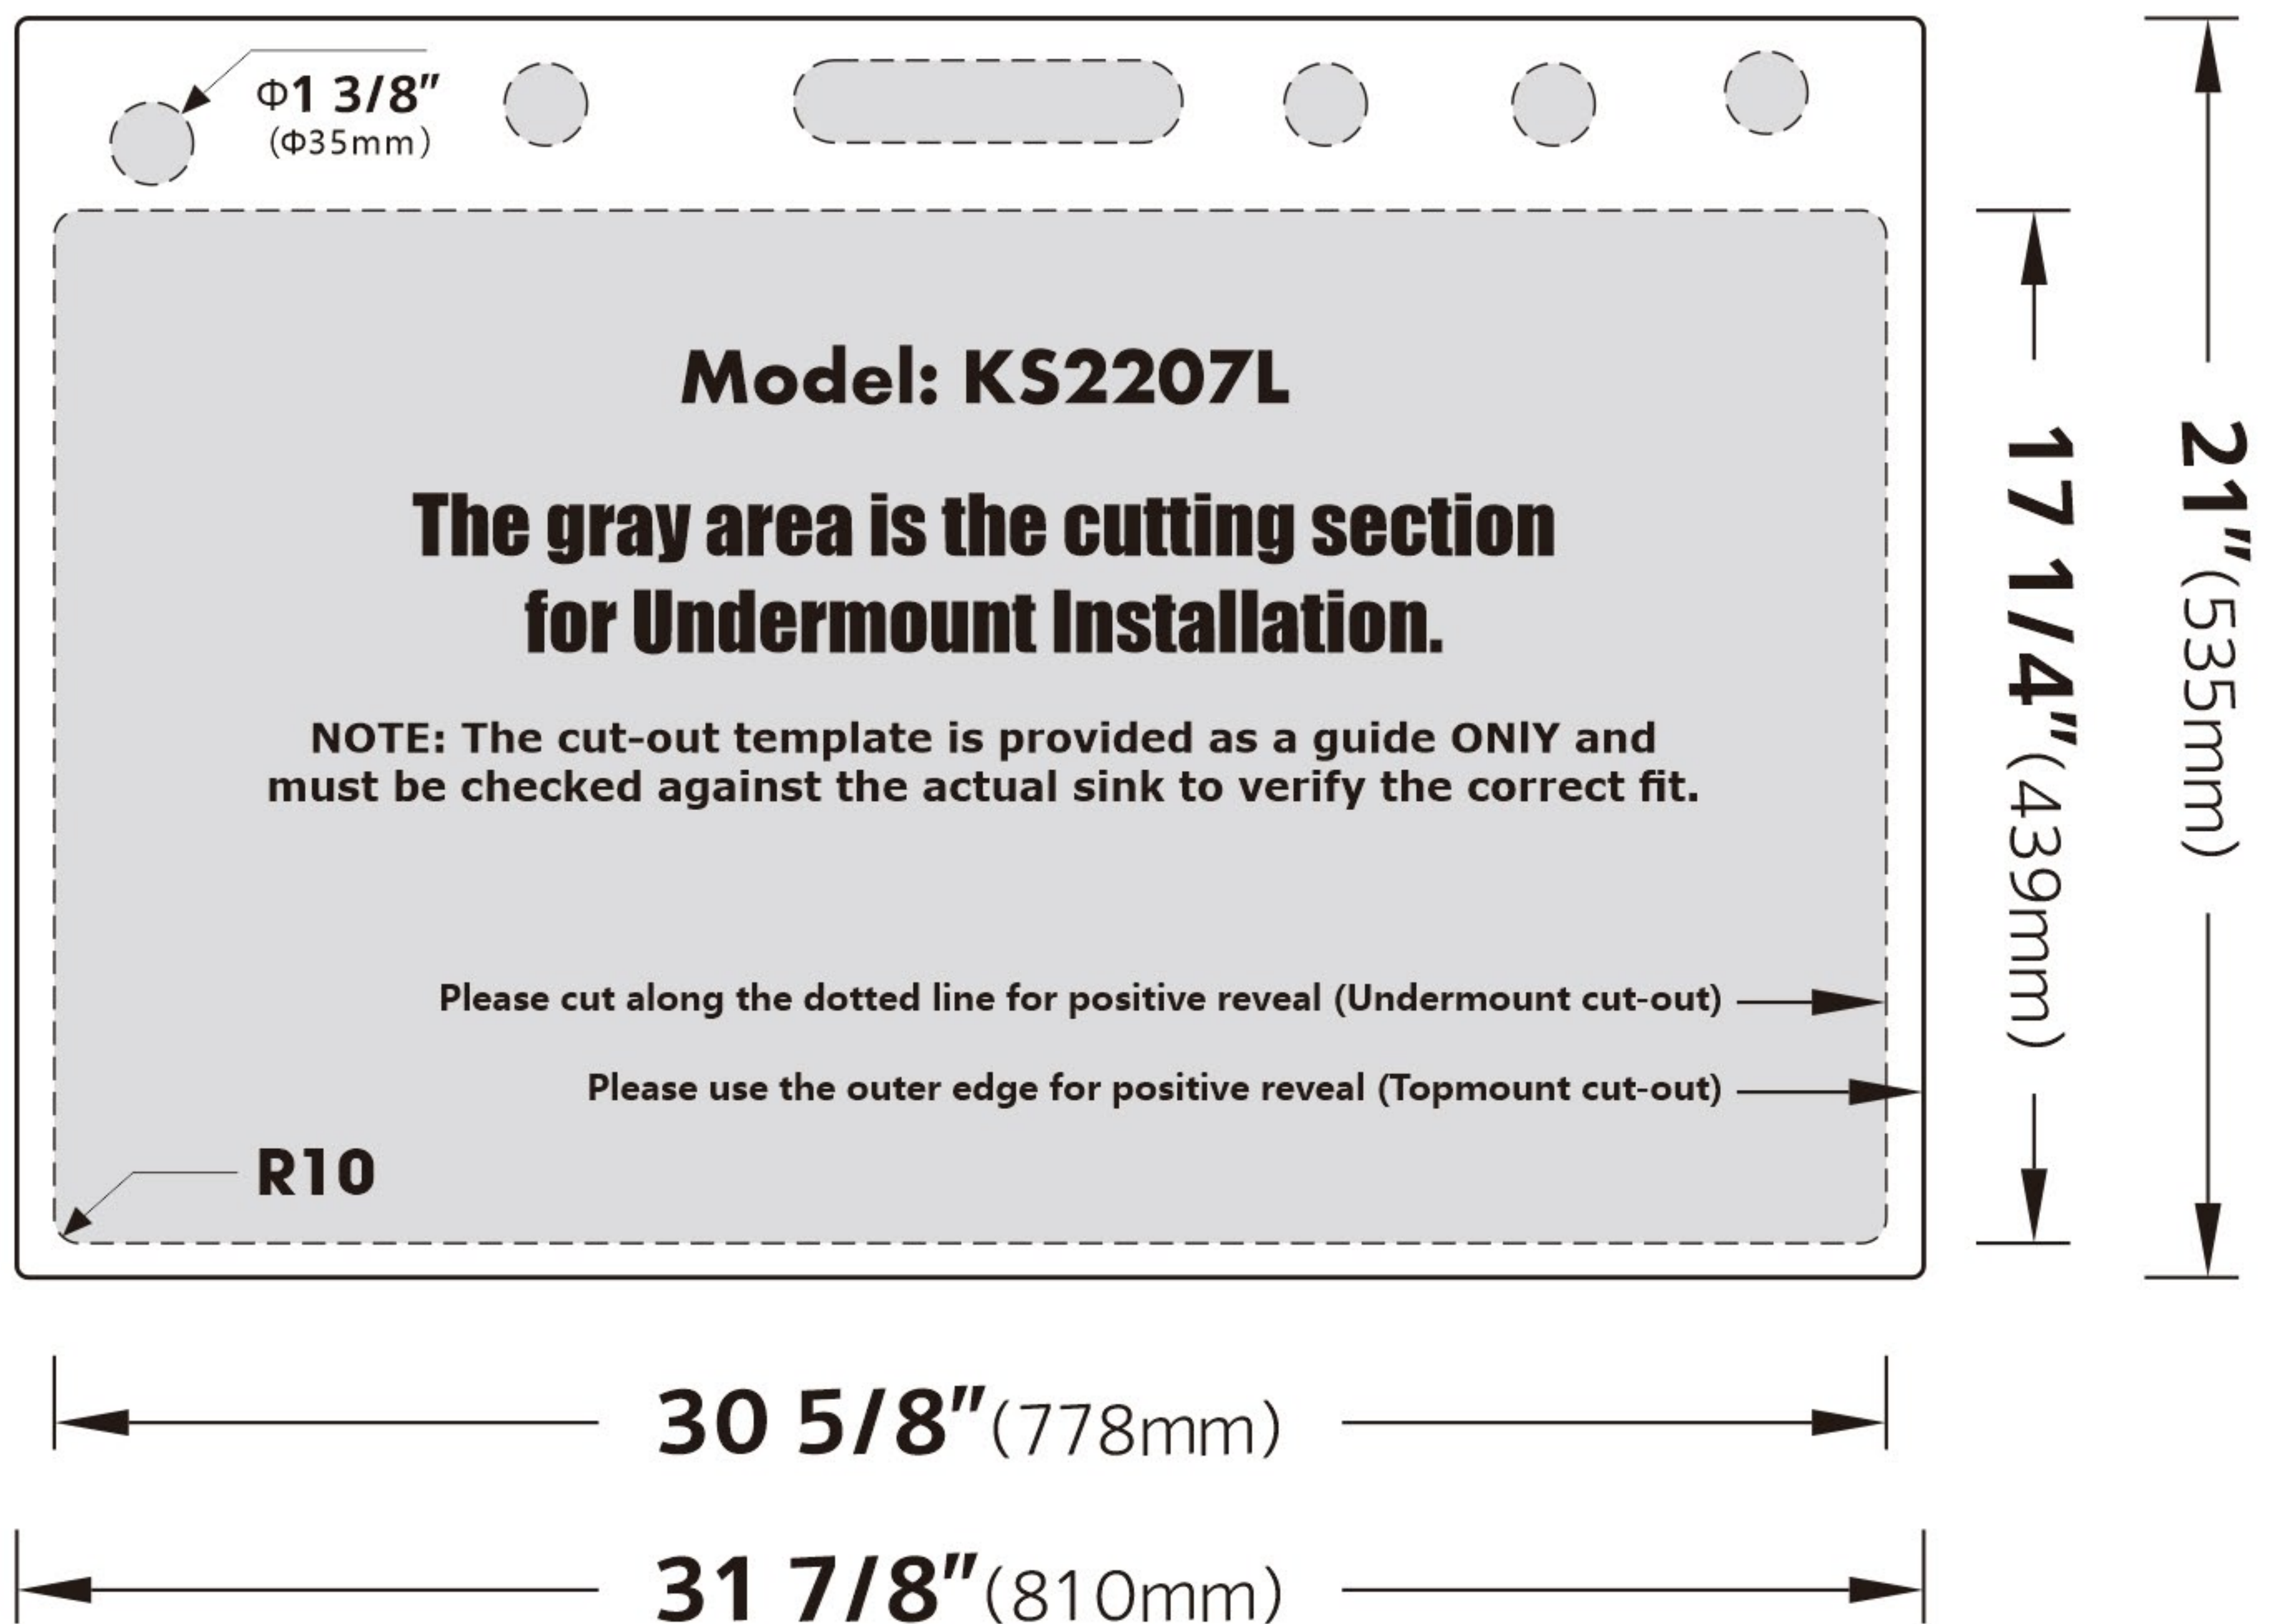 Φ1 3/8"
(Φ35mm)
Model: KS2207L
The gray area is the cutting section
for Undermount Installation.
NOTE: The cut-out template is provided as a guide ONlY and
must be checked against the actual sink to verify the correct fit.
Please cut along the dotted line for positive reveal (Undermount cut-out)
Please use the outer edge for positive reveal (Topmount cut-out)
R10
17 1/4"(439mm)
21"(535mm)
30 5/8"(778mm)
31 7/8"(810mm)